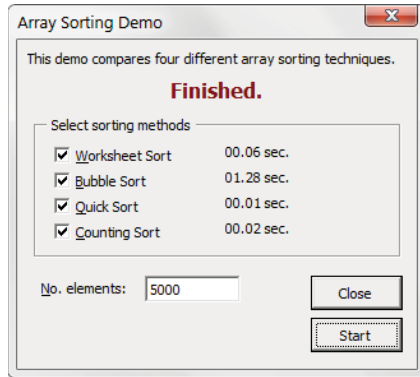 Array Sorting Demo
This demo compares four different array sorting techniques.
Finished.
Select sorting methods
Worksheet Sort 00.06 sec.
Bubble Sort 01.28 sec.
Quick Sort 00.01 sec.
Counting Sort 00.02 sec.
No. elements: 5000
Close
Start